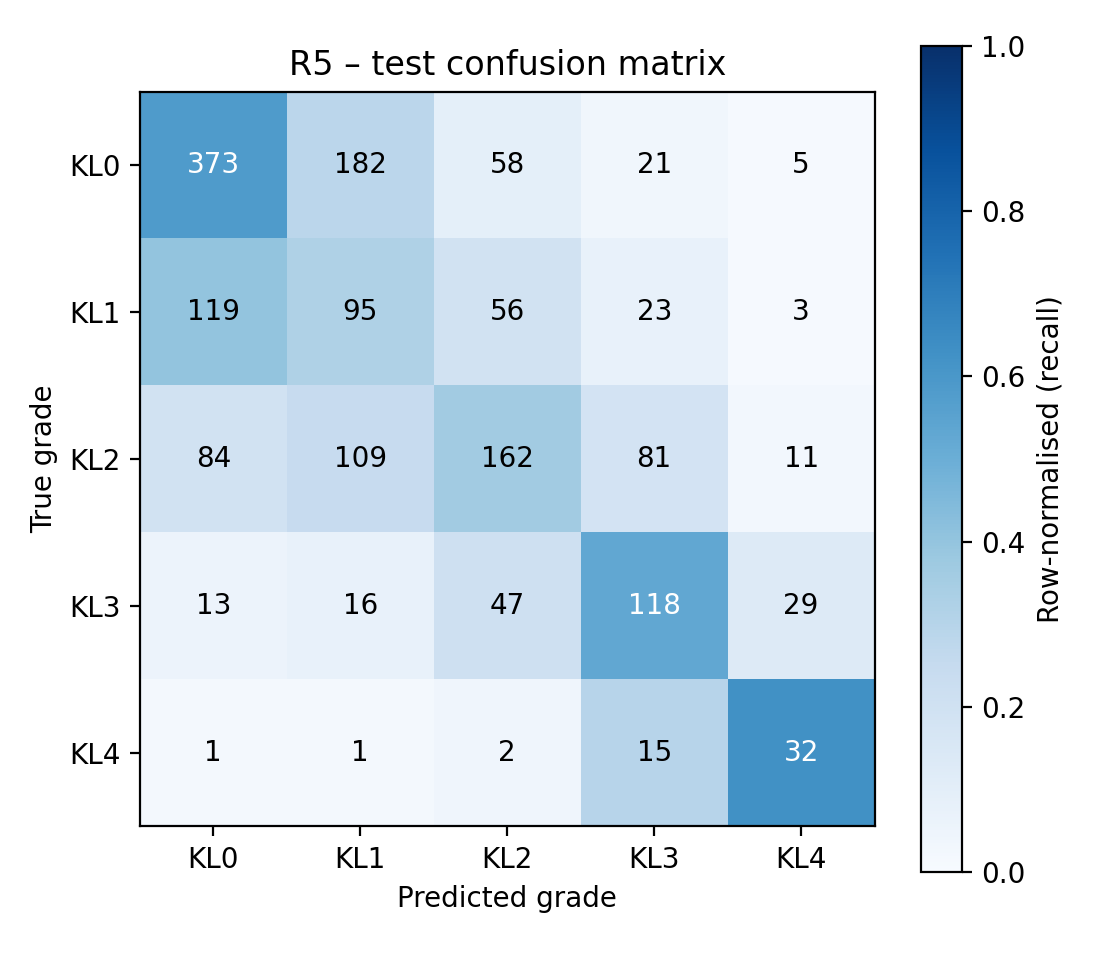 R5 – test confusion matrix
KL0 373 182 58 21 5
KL1 119 95 56 23 3
KL2 84 109 162 81 11
KL3 13 16 47 118 29
KL4 1 1 2 15 32
KL0 KL1 KL2 KL3 KL4
Predicted grade
True grade
1.0
0.8
0.6
0.4
0.2
0.0
Row-normalised (recall)